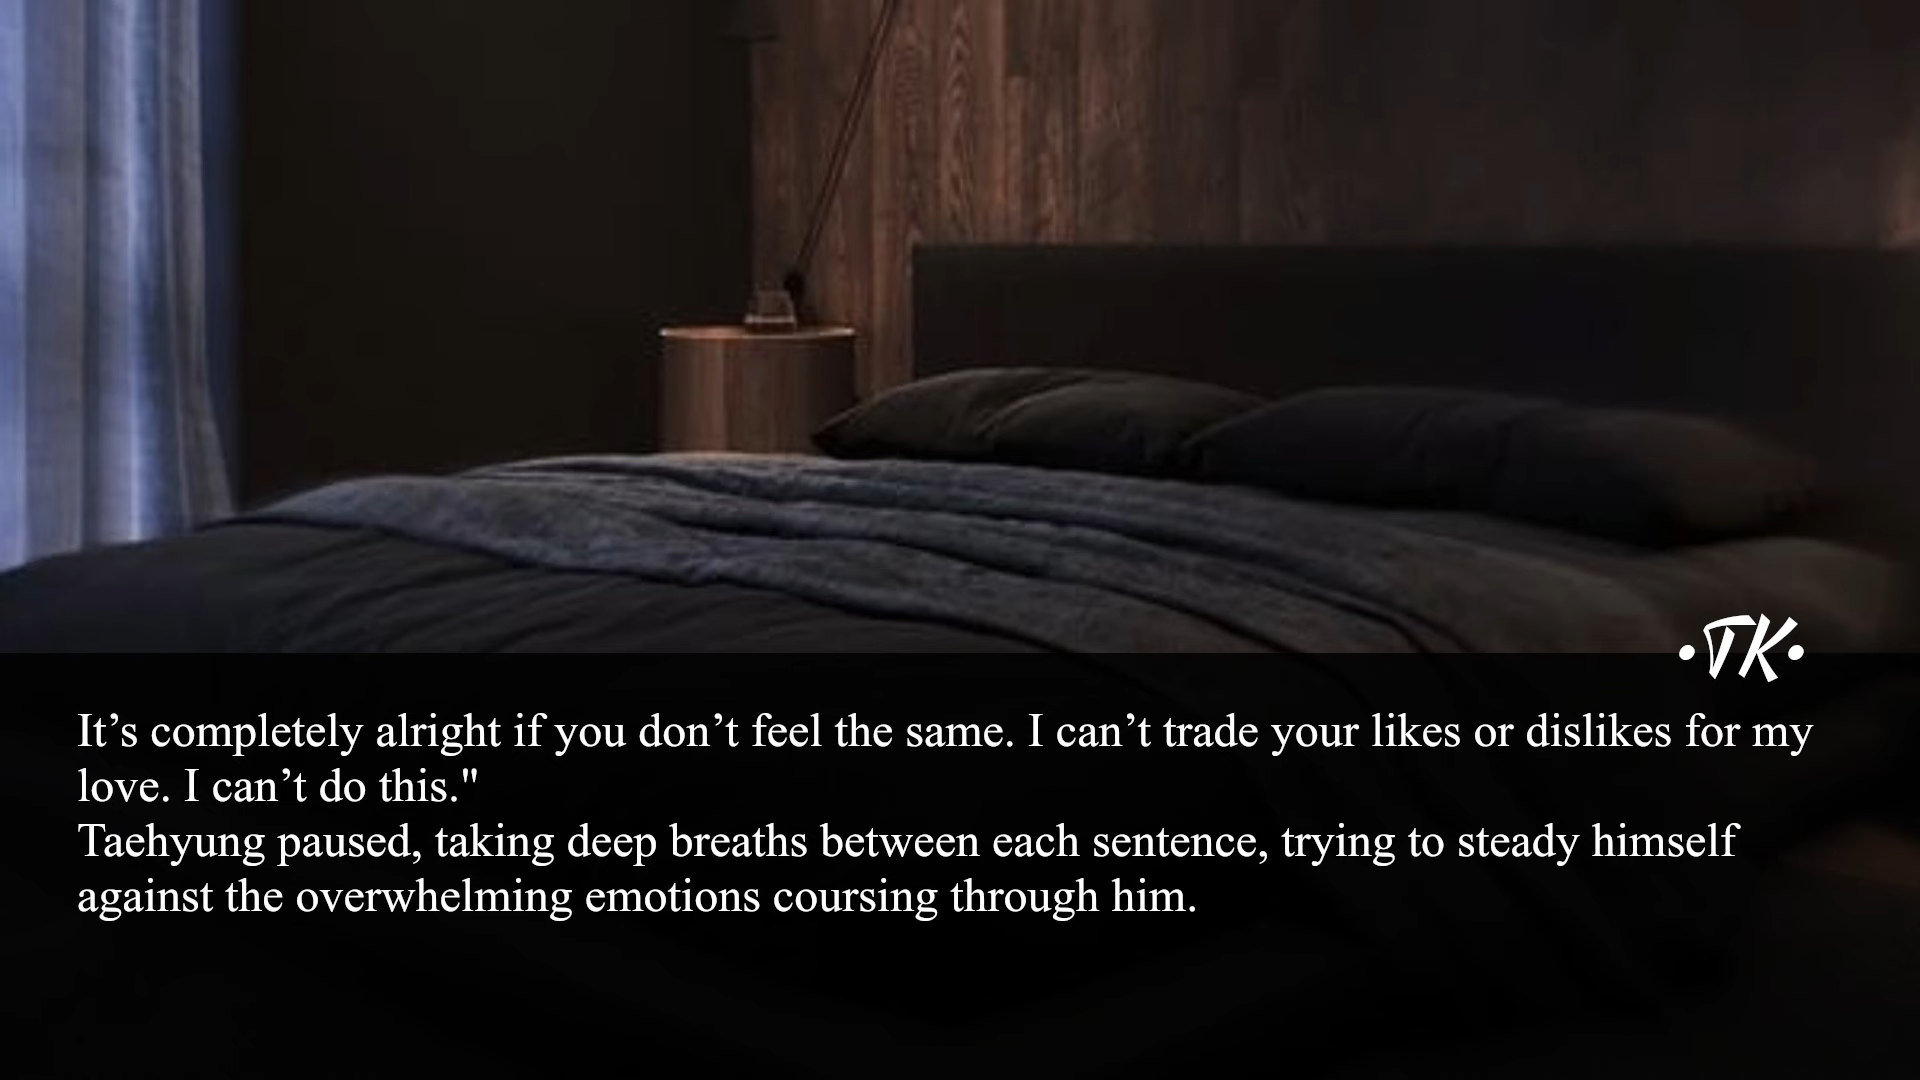 •TK•
It’s completely alright if you don’t feel the same. I can’t trade your likes or dislikes for my
love. I can’t do this."
Taehyung paused, taking deep breaths between each sentence, trying to steady himself
against the overwhelming emotions coursing through him.